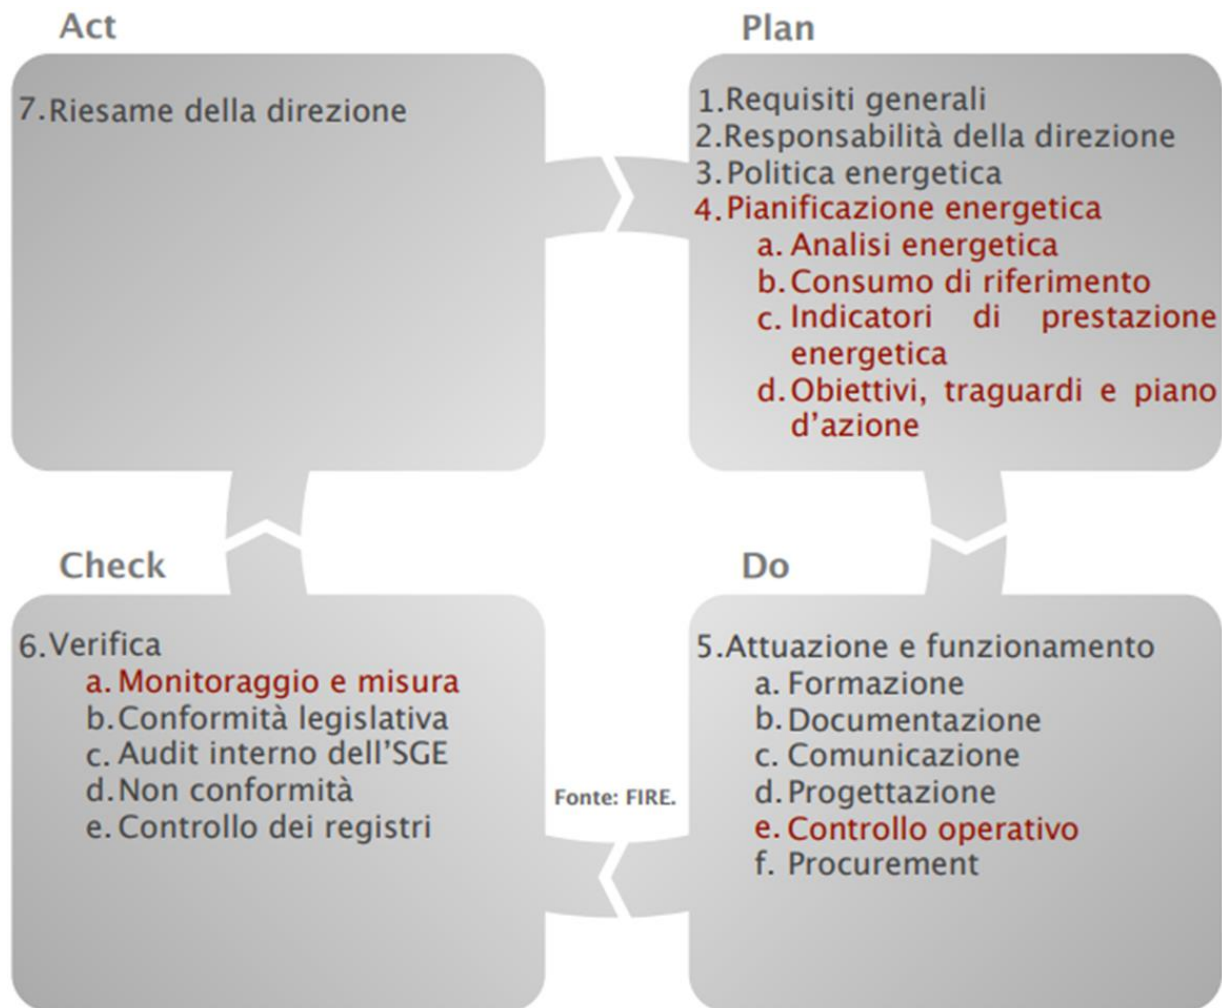 Act
7. Riesame della direzione
Plan
1. Requisiti generali
2. Responsabilità della direzione
3. Politica energetica
4. Pianificazione energetica
a. Analisi energetica
b. Consumo di riferimento
c. Indicatori di prestazione
energetica
d. Obiettivi, traguardi e piano
d'azione
Check
6. Verifica
a. Monitoraggio e misura
b. Conformità legislativa
c. Audit interno dell'SGE
d. Non conformità
e. Controllo dei registri
Fonte: FIRE.
Do
5. Attuazione e funzionamento
a. Formazione
b. Documentazione
c. Comunicazione
d. Progettazione
e. Controllo operativo
f. Procurement